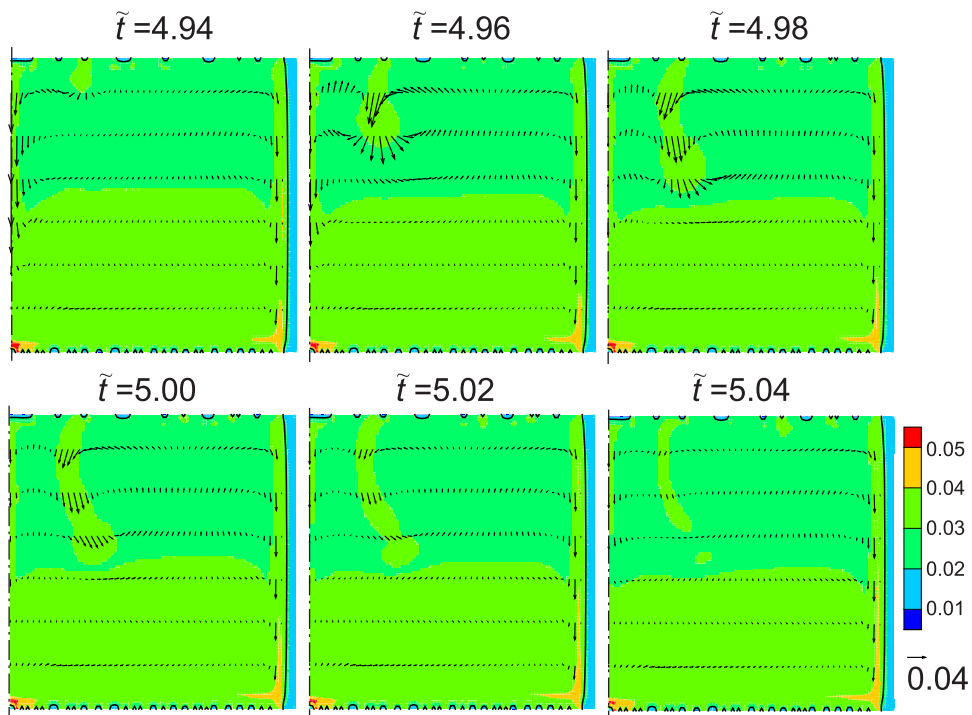 t̃ =4.94
t̃ =4.96
t̃ =4.98
t̃ =5.00
t̃ =5.02
t̃ =5.04
0.05
0.04
0.03
0.02
0.01
0.04